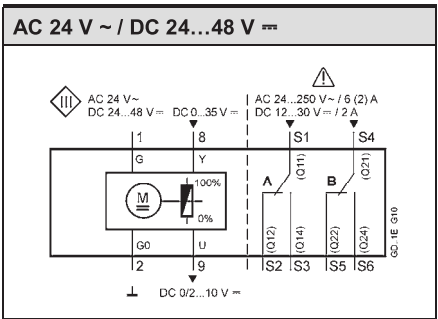 AC 24 V ~ / DC 24...48 V ⎓
III
AC 24 V~
DC 24...48 V ⎓ DC 0...35 V ⎓
AC 24...250 V~ / 6 (2) A
DC 12...30 V ⎓ / 2 A
1 8 S1 S4
G Y (Q11) (Q21)
100%
A B
M
0%
G0 U (Q12) (Q14) (Q22) (Q24)
2 9 S2 S3 S5 S6
DC 0/2...10 V ⎓
GD..1E G10